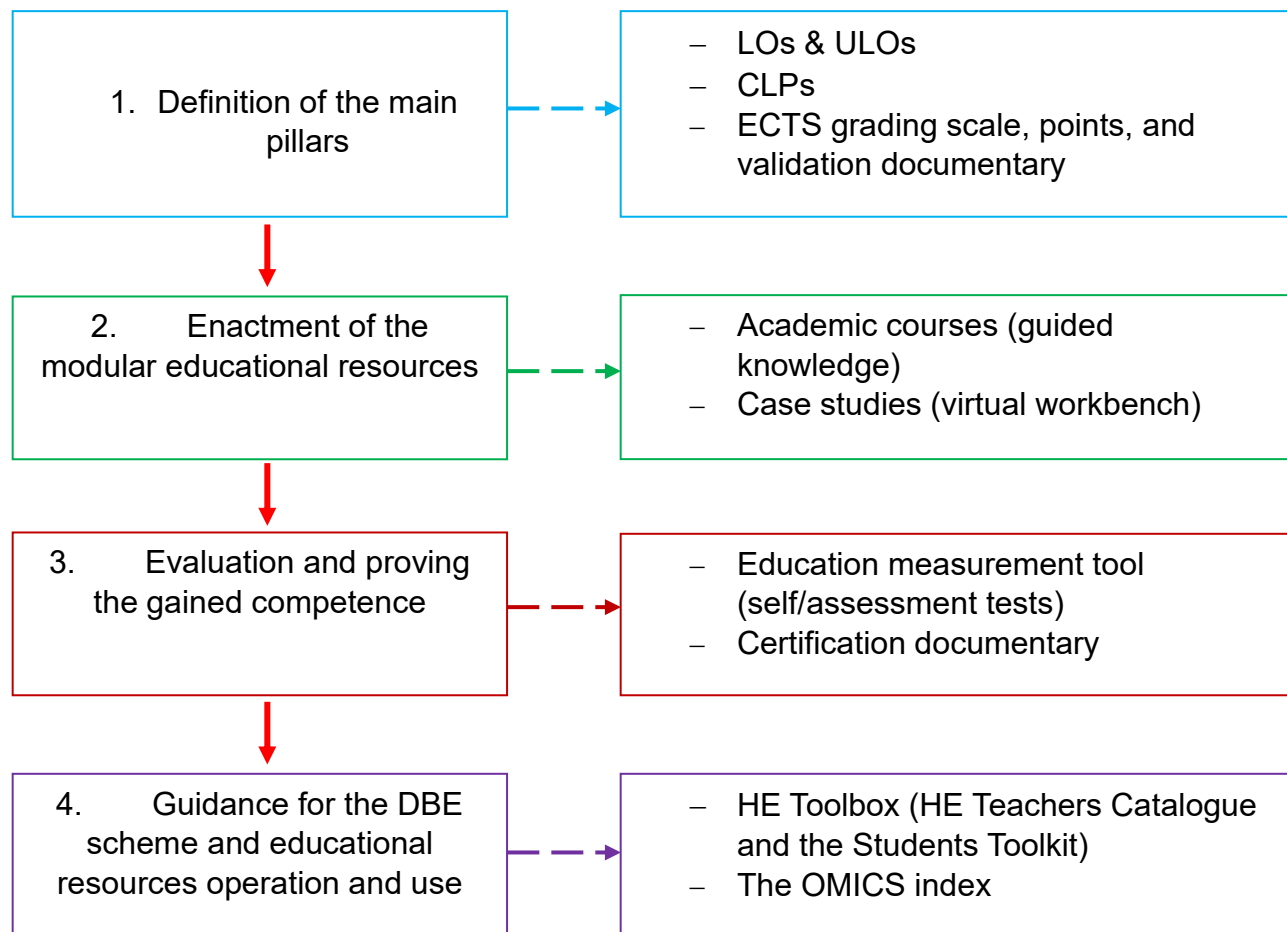 1. Definition of the main
pillars
– LOs & ULOs
– CLPs
– ECTS grading scale, points, and
validation documentary
2. Enactment of the
modular educational resources
– Academic courses (guided
knowledge)
– Case studies (virtual workbench)
3. Evaluation and proving
the gained competence
– Education measurement tool
(self/assessment tests)
– Certification documentary
4. Guidance for the DBE
scheme and educational
resources operation and use
– HE Toolbox (HE Teachers Catalogue
and the Students Toolkit)
– The OMICS index